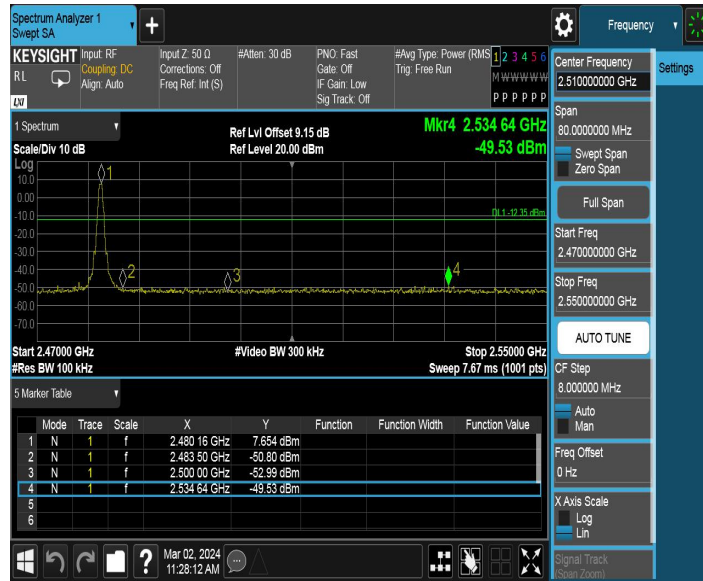 Spectrum Analyzer 1
Swept SA
+
Frequency
KEYSIGHT
RL
LXI
Input: RF
Coupling: DC
Align: Auto
Input Z: 50 Ω
Corrections: Off
Freq Ref: Int (S)
#Atten: 30 dB
PNO: Fast
Gate: Off
IF Gain: Low
Sig Track: Off
#Avg Type: Power (RMS
Trig: Free Run
1 2 3 4 5 6
M W W W W W
P P P P P P
Center Frequency
2.510000000 GHz
Settings
Span
80.0000000 MHz
Swept Span
Zero Span
Full Span
Start Freq
2.470000000 GHz
Stop Freq
2.550000000 GHz
AUTO TUNE
CF Step
8.000000 MHz
Auto
Man
Freq Offset
0 Hz
X Axis Scale
Log
Lin
Signal Track
(Span Zoom)
1 Spectrum
Scale/Div 10 dB
Ref Lvl Offset 9.15 dB
Ref Level 20.00 dBm
Mkr4 2.534 64 GHz
-49.53 dBm
Log
10.0
0.00
-10.0
-20.0
-30.0
-40.0
-50.0
-60.0
-70.0
1
2
3
4
DL1 -12.35 dBm
Start 2.47000 GHz
#Res BW 100 kHz
#Video BW 300 kHz
Stop 2.55000 GHz
Sweep 7.67 ms (1001 pts)
5 Marker Table
Mode Trace Scale X Y Function Function Width Function Value
1 N 1 f 2.480 16 GHz 7.654 dBm
2 N 1 f 2.483 50 GHz -50.80 dBm
3 N 1 f 2.500 00 GHz -52.99 dBm
4 N 1 f 2.534 64 GHz -49.53 dBm
5
6
?
Mar 02, 2024
11:28:12 AM